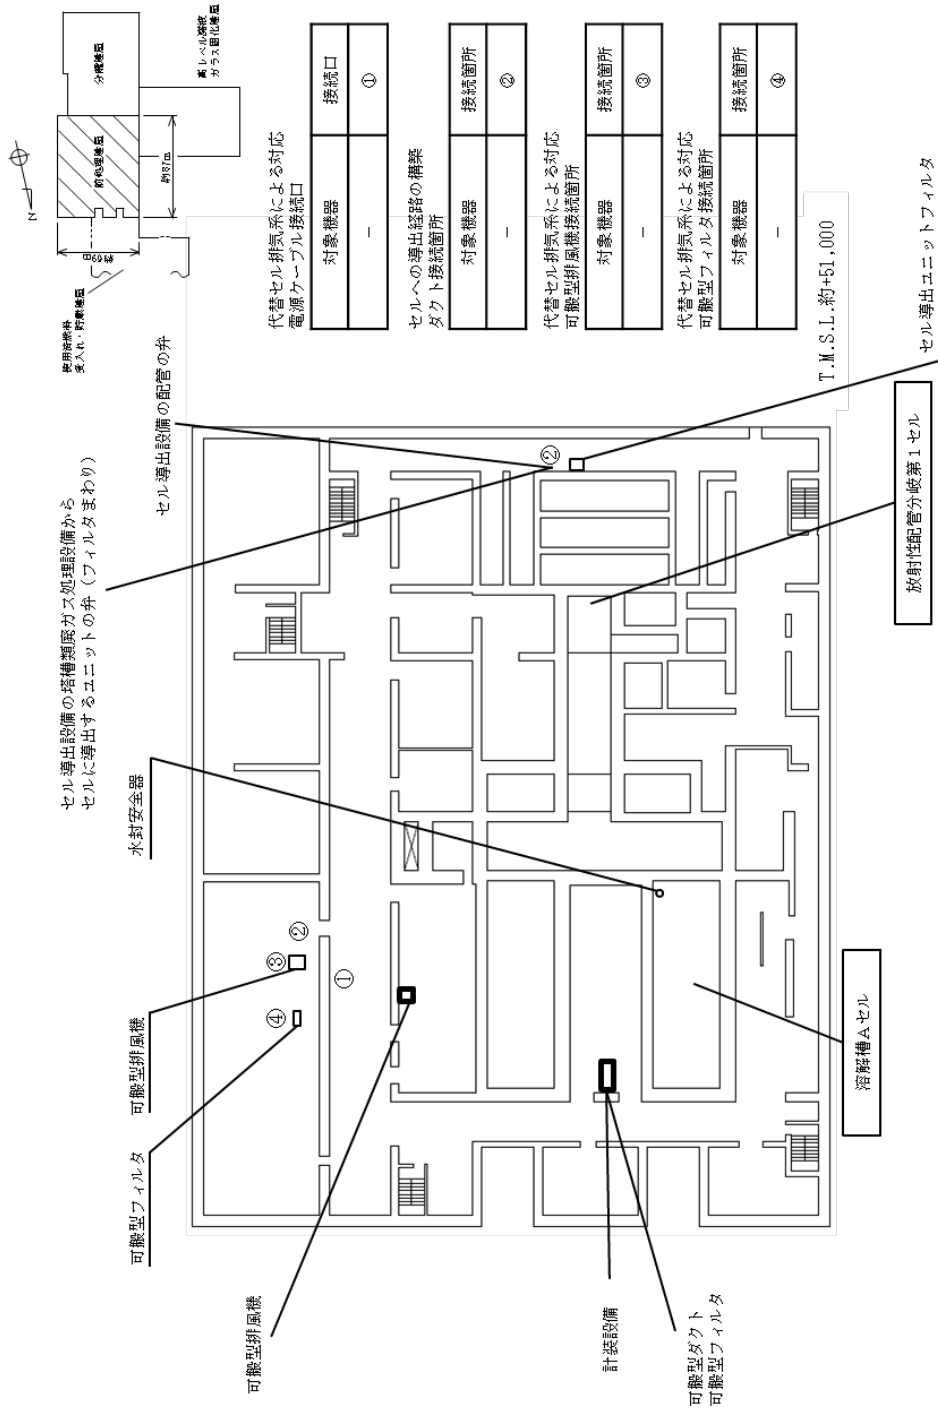 使用済燃料
受入れ・貯蔵建屋
約69m
前処理建屋
約87m
分離建屋
高レベル廃液
ガラス固化建屋
N
代替セル排気系による対応
電源ケーブル接続口
対象機器 接続口
－ ①
セルへの導出経路の構築
ダクト接続箇所
対象機器 接続箇所
－ ②
代替セル排気系による対応
可搬型排風機接続箇所
対象機器 接続箇所
－ ③
代替セル排気系による対応
可搬型フィルタ接続箇所
対象機器 接続箇所
－ ④
T.M.S.L.約+51,000
可搬型フィルタ
可搬型排風機
水封安全器
セル導出設備の塔槽類廃ガス処理設備から
セルに導出するユニットの弁（フィルタまわり）
セル導出設備の配管の弁
④
③
②
①
②
可搬型排風機
計装設備
可搬型ダクト
可搬型フィルタ
溶解槽Aセル
放射性配管分岐第1セル
セル導出ユニットフィルタ